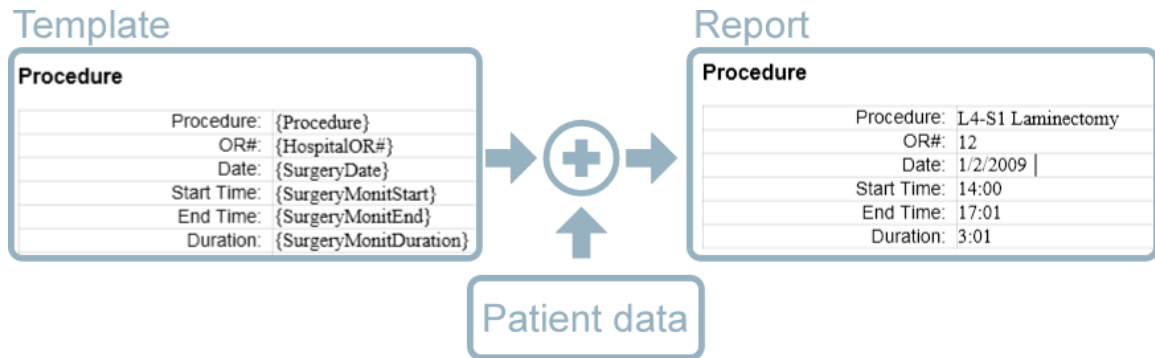 Template
Procedure
Procedure: {Procedure}
OR#: {HospitalOR#}
Date: {SurgeryDate}
Start Time: {SurgeryMonitStart}
End Time: {SurgeryMonitEnd}
Duration: {SurgeryMonitDuration}
Report
Procedure
Procedure: L4-S1 Laminectomy
OR#: 12
Date: 1/2/2009
Start Time: 14:00
End Time: 17:01
Duration: 3:01
Patient data